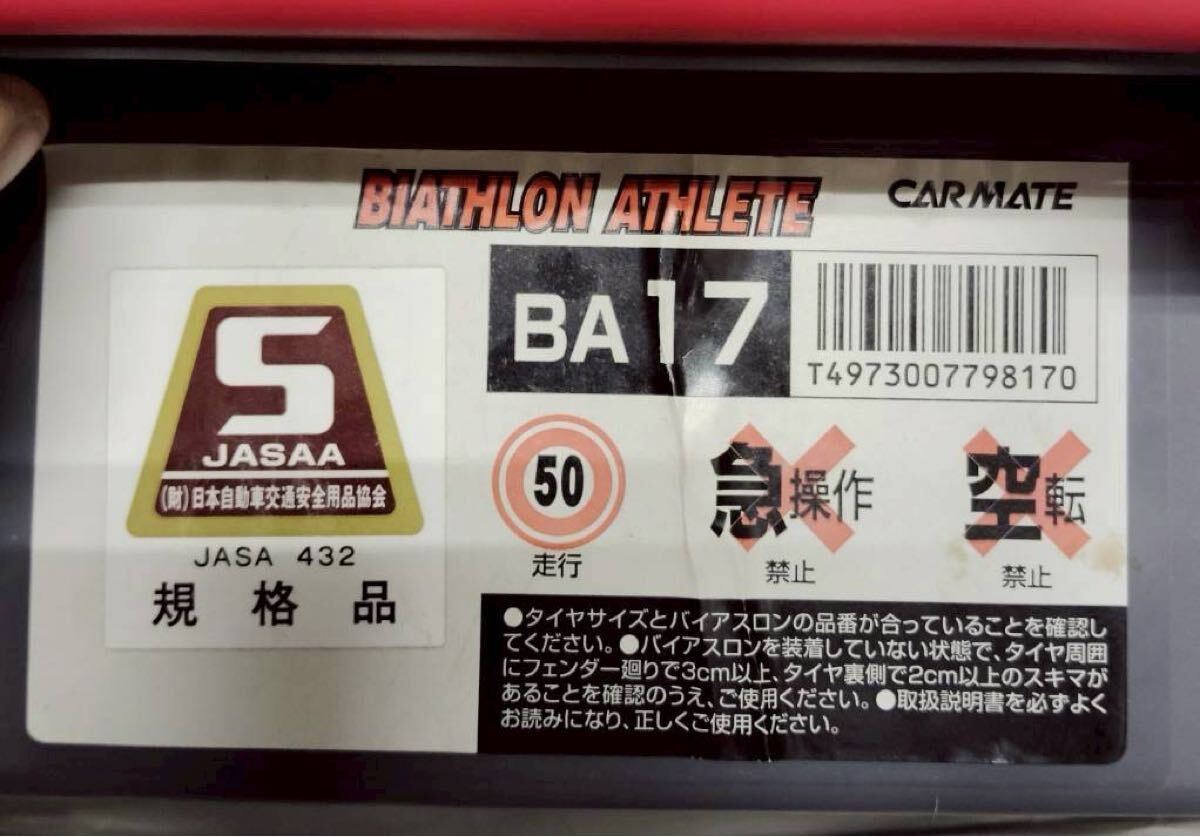 BIATHLON ATHLETE
CARMATE
BA17
T4973007798170
S
JASAA
(財)日本自動車交通安全用品協会
JASA 432
規格品
50
走行
急操作
禁止
空転
禁止
●タイヤサイズとバイアスロンの品番が合っていることを確認し
てください。●バイアスロンを装着していない状態で、タイヤ周囲
にフェンダー廻りで3cm以上、タイヤ裏側で2cm以上のスキマが
あることを確認のうえ、ご使用ください。●取扱説明書を必ずよく
お読みになり、正しくご使用ください。